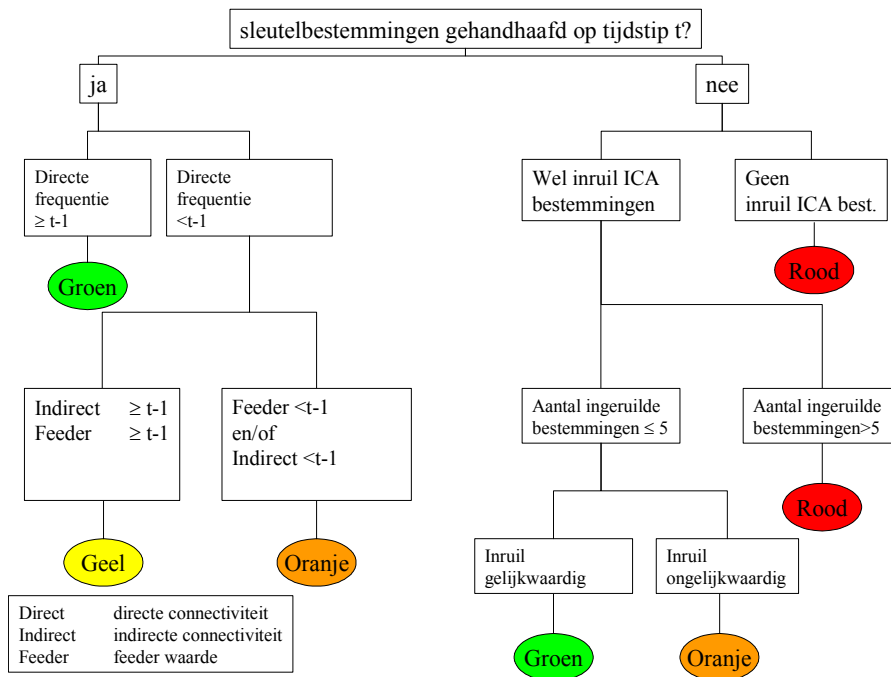 sleutelbestemmingen gehandhaafd op tijdstip t?
ja
nee
Directe
frequentie
≥ t-1
Directe
frequentie
<t-1
Wel inruil ICA
bestemmingen
Geen
inruil ICA best.
Groen
Rood
Indirect ≥ t-1
Feeder ≥ t-1
Feeder <t-1
en/of
Indirect <t-1
Aantal ingeruilde
bestemmingen ≤ 5
Aantal ingeruilde
bestemmingen>5
Rood
Geel
Oranje
Inruil
gelijkwaardig
Inruil
ongelijkwaardig
Direct directe connectiviteit
Indirect indirecte connectiviteit
Feeder feeder waarde
Groen
Oranje